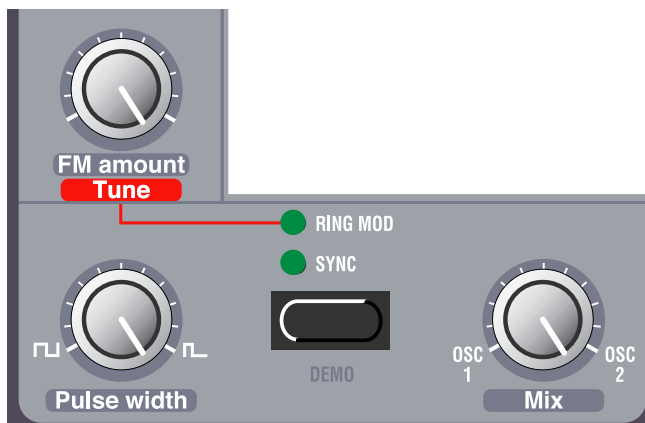 FM amount
Tune
RING MOD
SYNC
OSC
1
OSC
2
DEMO
Pulse width
Mix